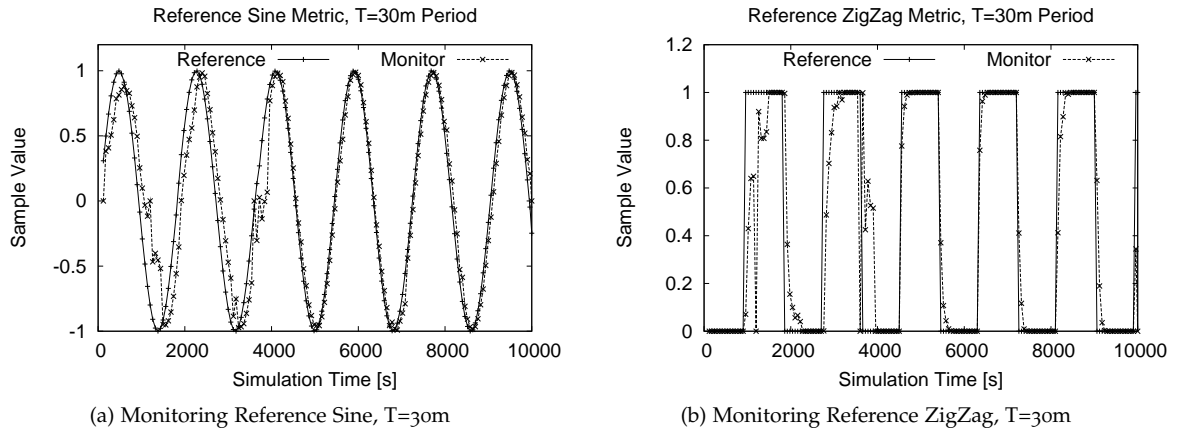 Reference Sine Metric, T=30m Period
Reference
Monitor
1
0.5
0
-0.5
-1
Sample Value
0
2000
4000
6000
8000
10000
Simulation Time [s]
(a) Monitoring Reference Sine, T=30m
Reference ZigZag Metric, T=30m Period
Reference
Monitor
1.2
1
0.8
0.6
0.4
0.2
0
Sample Value
0
2000
4000
6000
8000
10000
Simulation Time [s]
(b) Monitoring Reference ZigZag, T=30m